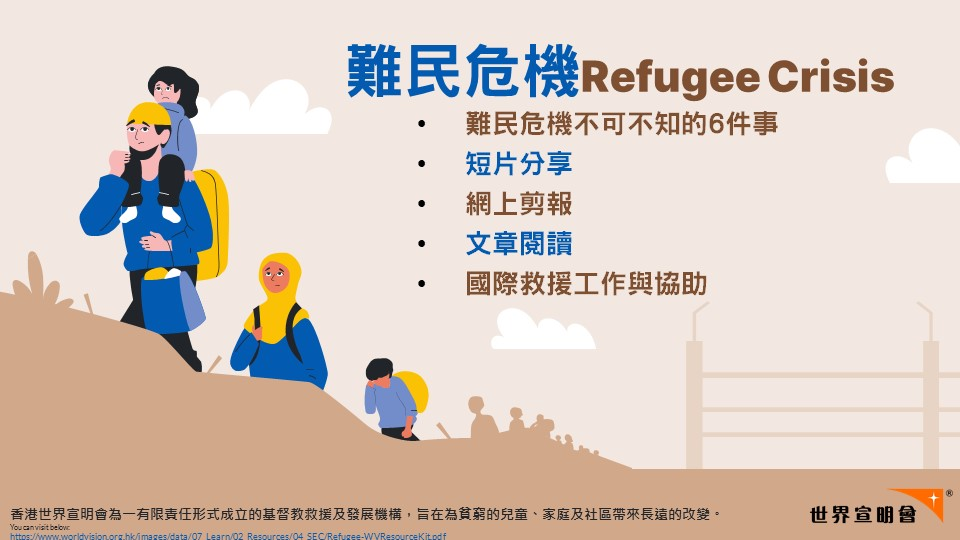 難民危機Refugee Crisis
• 難民危機不可不知的6件事
• 短片分享
• 網上剪報
• 文章閱讀
• 國際救援工作與協助
香港世界宣明會為一有限責任形式成立的基督教救援及發展機構，旨在為貧窮的兒童、家庭及社區帶來長遠的改變。
You can visit below:
https://www.worldvision.org.hk/images/data/07_Learn/02_Resources/04_SEC/Refugee-WVResourceKit.pdf
世界宣明會®